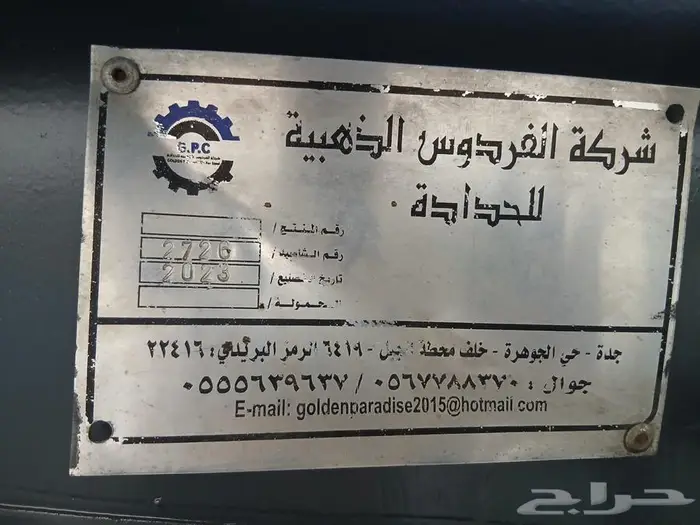 شركة الفردوس الذهبية
للحدادة
G.P.C
رقم المنتج /
رقم الشاصيه / 2726
تاريخ التصنيع / 2023
الحمولة /
جدة - حي الجوهرة - خلف محطة - ٦٤١٩ الرمز البريدي: ٢٢٤١٦
جوال : ٠٥٦٧٧٨٨٣٧٠ / ٠٥٥٥٦٣٩٦٣٧
E-mail: goldenparadise2015@hotmail com
حراج